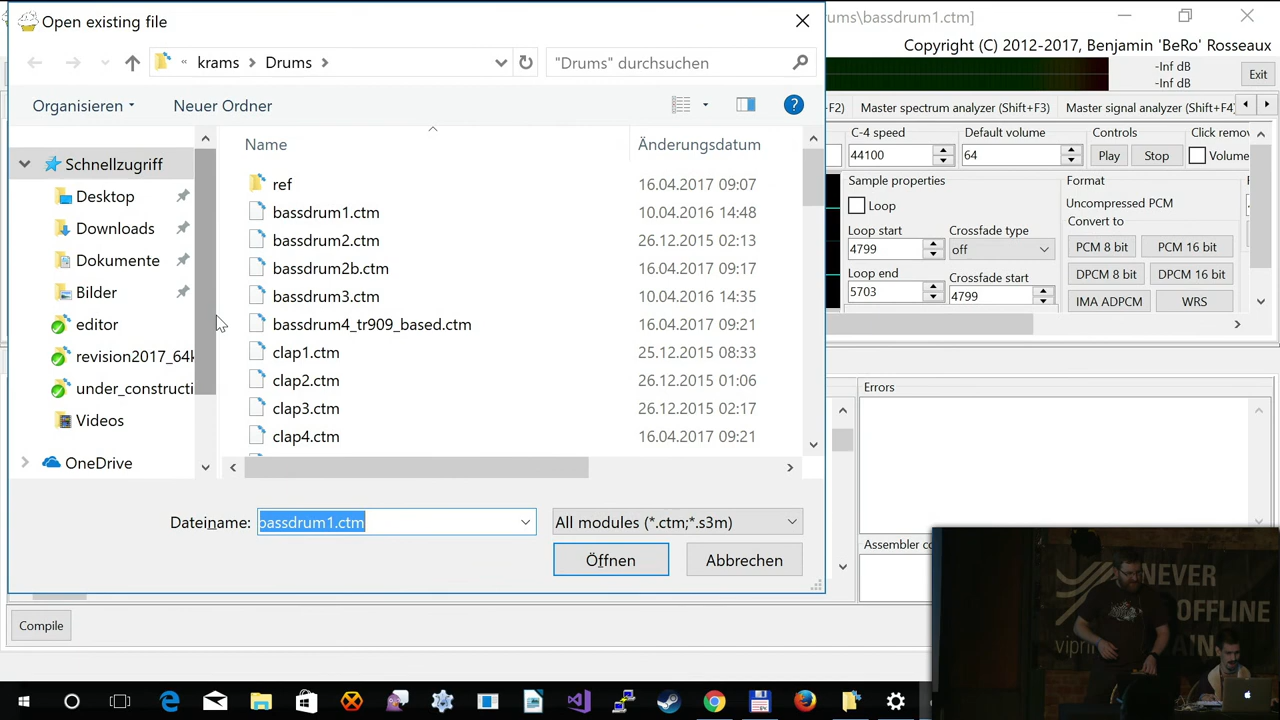 Open existing file
ums\bassdrum1.ctm]
Copyright (C) 2012-2017, Benjamin 'BeRo' Rosseaux
« krams > Drums >
"Drums" durchsuchen
-Inf dB
-Inf dB
Exit
Organisieren
Neuer Ordner
?
+F2)
Master spectrum analyzer (Shift+F3)
Master signal analyzer (Shift+F4)
Name
Änderungsdatum
C-4 speed
Default volume
Controls
Click remov
44100
64
Play
Stop
Volume
Schnellzugriff
Desktop
Downloads
Dokumente
Bilder
editor
revision2017_64k
under_constructi
Videos
OneDrive
ref 16.04.2017 09:07
bassdrum1.ctm 10.04.2016 14:48
bassdrum2.ctm 26.12.2015 02:13
bassdrum2b.ctm 16.04.2017 09:17
bassdrum3.ctm 10.04.2016 14:35
bassdrum4_tr909_based.ctm 16.04.2017 09:21
clap1.ctm 25.12.2015 08:33
clap2.ctm 26.12.2015 01:06
clap3.ctm 26.12.2015 02:17
clap4.ctm 16.04.2017 09:21
Sample properties
Loop
Loop start
Crossfade type
4799
off
Loop end
Crossfade start
5703
4799
Format
Uncompressed PCM
Convert to
PCM 8 bit
PCM 16 bit
DPCM 8 bit
DPCM 16 bit
IMA ADPCM
WRS
Errors
Dateiname:
bassdrum1.ctm
All modules (*.ctm;*.s3m)
Öffnen
Abbrechen
Assembler co
Compile
NEVER
OFFLINE
AIN.
vipri